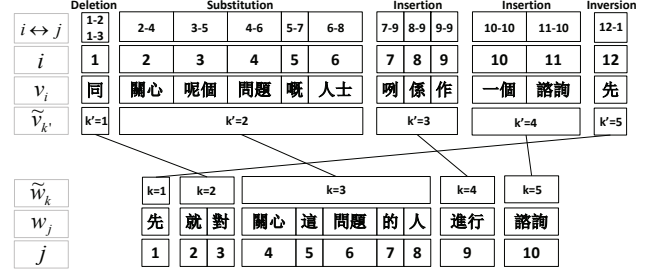 Deletion Substitution Insertion Insertion Inversion
i ↔ j 1-2 1-3 2-4 3-5 4-6 5-7 6-8 7-9 8-9 9-9 10-10 11-10 12-1
i 1 2 3 4 5 6 7 8 9 10 11 12
v_i 同 關心 呢個 問題 嘅 人士 咧 係 作 一個 諮詢 先
ṽ_k' k'=1 k'=2 k'=3 k'=4 k'=5
w̃_k k=1 k=2 k=3 k=4 k=5
w_j 先 就 對 關心 這 問題 的 人 進行 諮詢
j 1 2 3 4 5 6 7 8 9 10